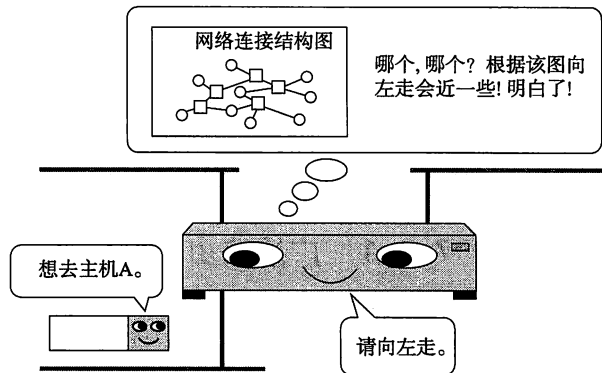 网络连接结构图
哪个,哪个?根据该图向
左走会近一些!明白了!
想去主机A。
请向左走。